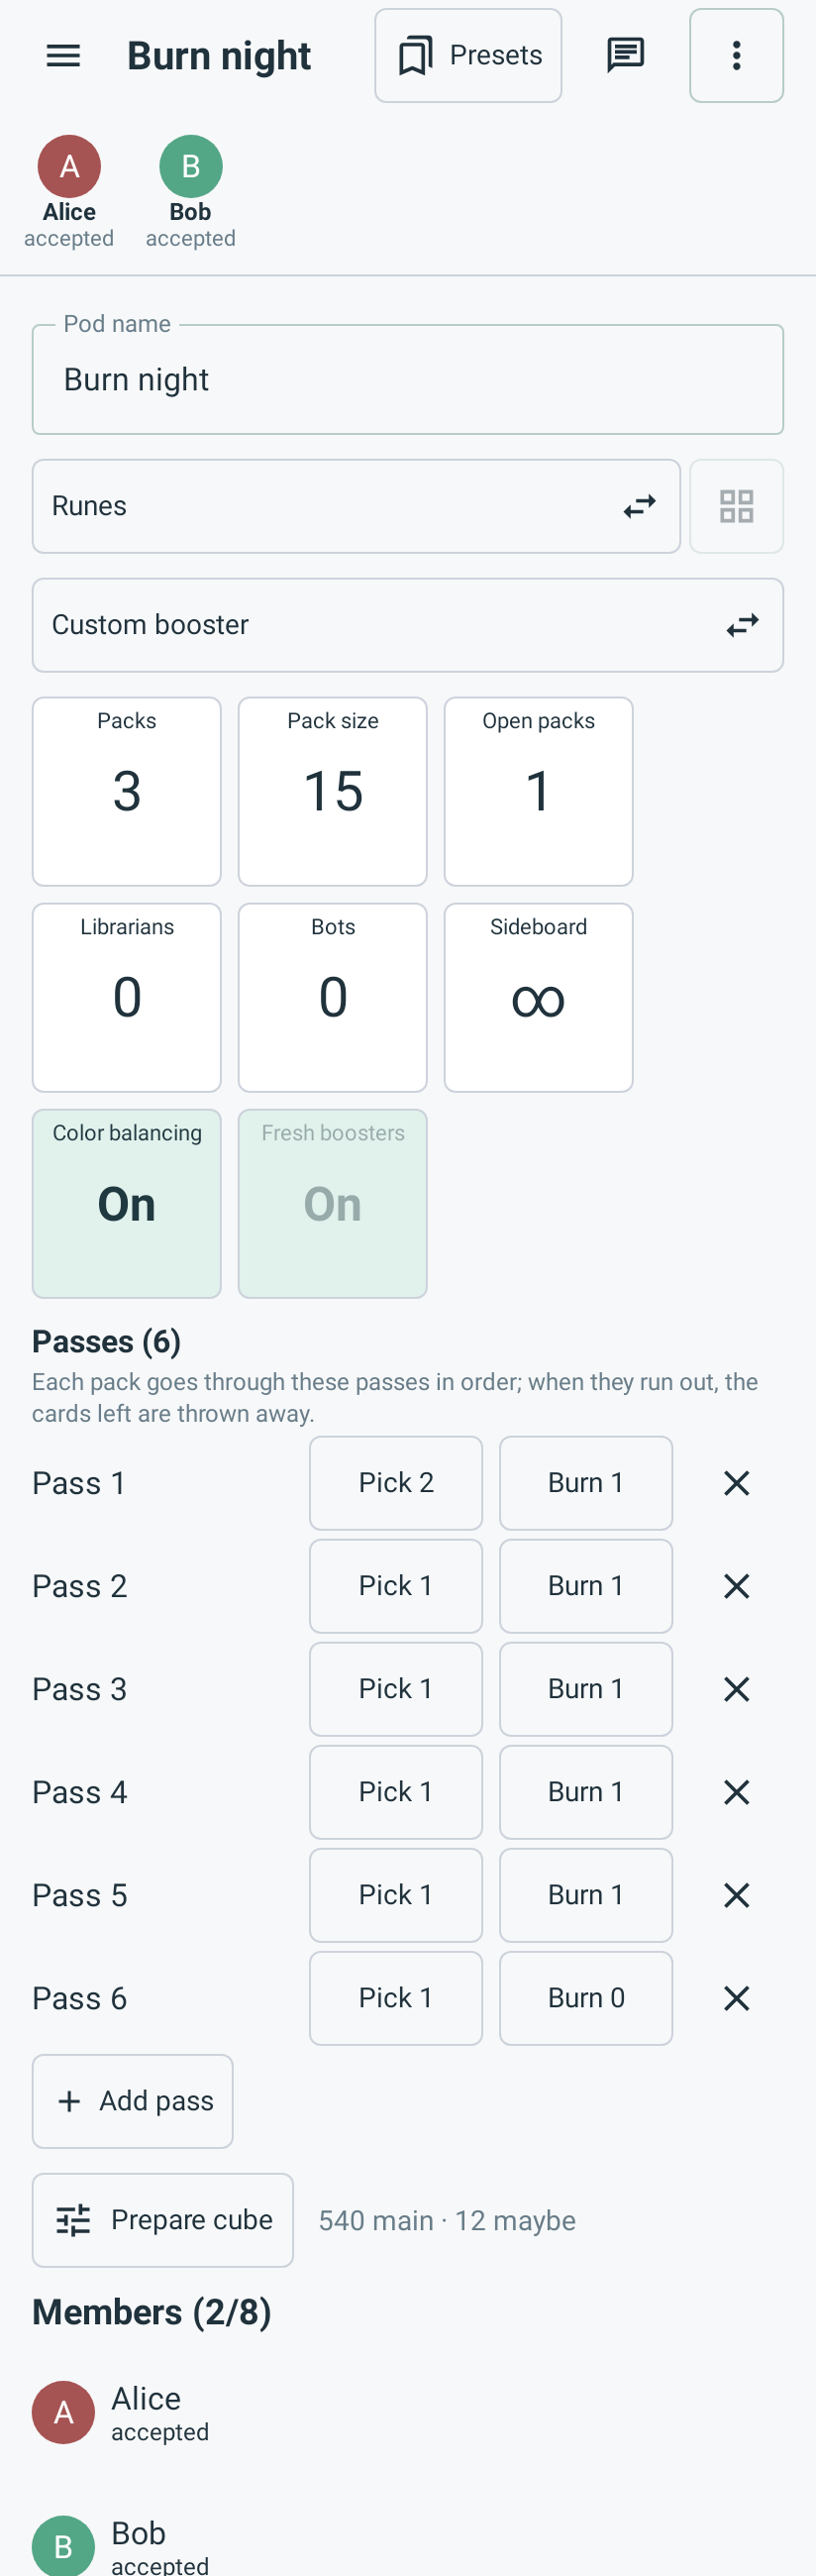 Burn night
Presets
A
B
Alice
Bob
accepted
accepted
Pod name
Burn night
Runes
Custom booster
Packs
Pack size
Open packs
3
15
1
Librarians
Bots
Sideboard
0
0
∞
Color balancing
Fresh boosters
On
On
Passes (6)
Each pack goes through these passes in order; when they run out, the
cards left are thrown away.
Pass 1 Pick 2 Burn 1
Pass 2 Pick 1 Burn 1
Pass 3 Pick 1 Burn 1
Pass 4 Pick 1 Burn 1
Pass 5 Pick 1 Burn 1
Pass 6 Pick 1 Burn 0
Add pass
Prepare cube 540 main · 12 maybe
Members (2/8)
A
Alice
accepted
B
Bob
accepted